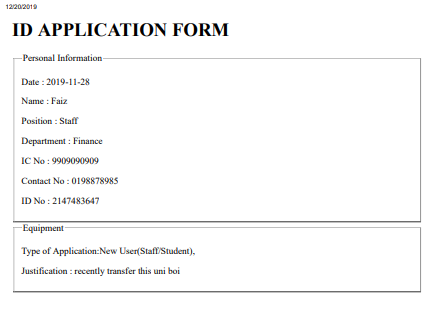 12/20/2019
ID APPLICATION FORM
Personal Information
Date : 2019-11-28
Name : Faiz
Position : Staff
Department : Finance
IC No : 9909090909
Contact No : 0198878985
ID No : 2147483647
Equipment
Type of Application:New User(Staff/Student),
Justification : recently transfer this uni boi